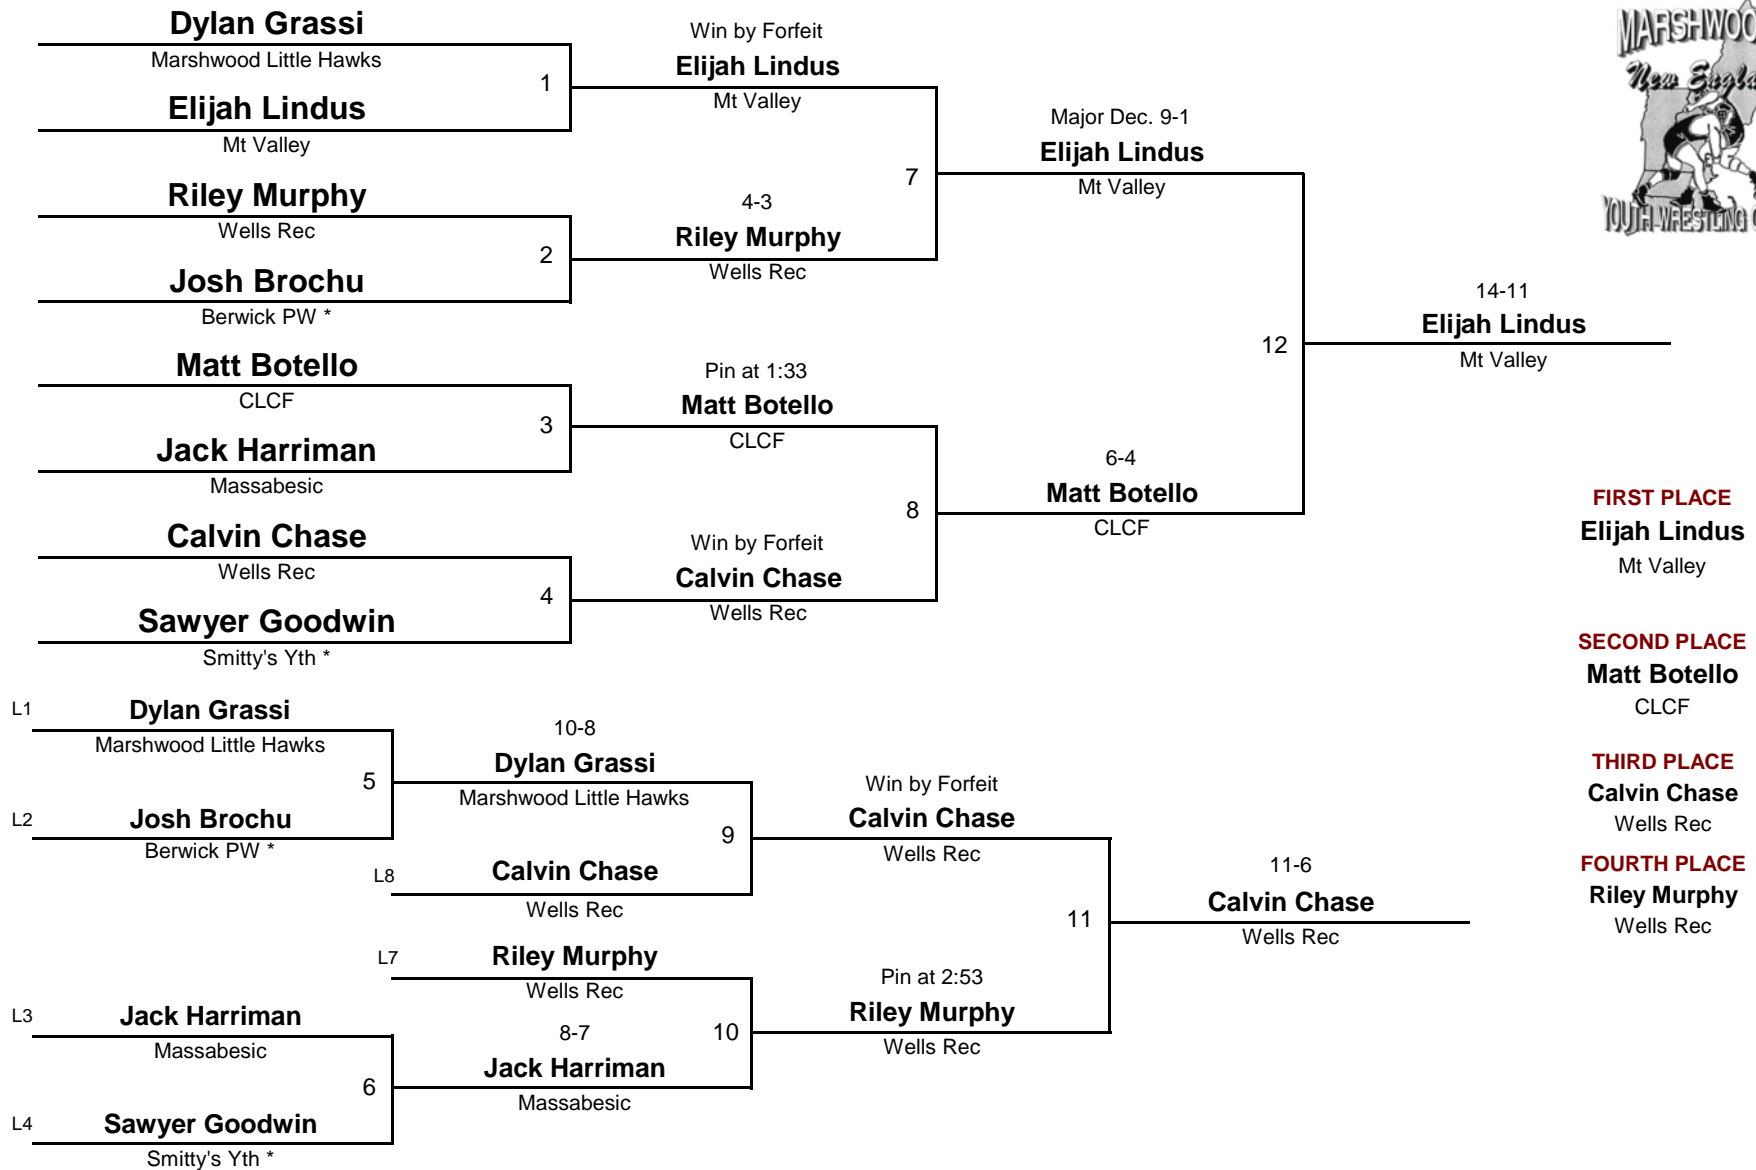 Dylan Grassi
Marshwood Little Hawks
1
Elijah Lindus
Mt Valley
Riley Murphy
Wells Rec
2
Josh Brochu
Berwick PW *
Matt Botello
CLCF
3
Jack Harriman
Massabesic
Calvin Chase
Wells Rec
4
Sawyer Goodwin
Smitty's Yth *
Win by Forfeit
Elijah Lindus
Mt Valley
7
4-3
Riley Murphy
Wells Rec
Pin at 1:33
Matt Botello
CLCF
8
Win by Forfeit
Calvin Chase
Wells Rec
Major Dec. 9-1
Elijah Lindus
Mt Valley
12
6-4
Matt Botello
CLCF
14-11
Elijah Lindus
Mt Valley
MARSHWOO
New Engla
YOUTH WRESTLING
FIRST PLACE
Elijah Lindus
Mt Valley
SECOND PLACE
Matt Botello
CLCF
THIRD PLACE
Calvin Chase
Wells Rec
FOURTH PLACE
Riley Murphy
Wells Rec
L1
Dylan Grassi
Marshwood Little Hawks
5
L2
Josh Brochu
Berwick PW *
10-8
Dylan Grassi
Marshwood Little Hawks
9
L8
Calvin Chase
Wells Rec
L7
Riley Murphy
Wells Rec
10
L3
Jack Harriman
Massabesic
6
L4
Sawyer Goodwin
Smitty's Yth *
8-7
Jack Harriman
Massabesic
Win by Forfeit
Calvin Chase
Wells Rec
11
Pin at 2:53
Riley Murphy
Wells Rec
11-6
Calvin Chase
Wells Rec